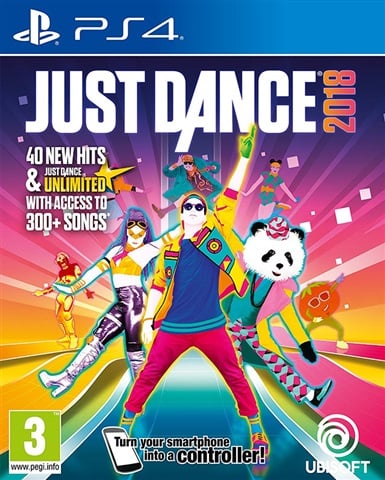 PS4
JUST DANCE® 2018
40 NEW HITS
& JUST DANCE® UNLIMITED
WITH ACCESS TO
300+ SONGS*
3
www.pegi.info
Turn your smartphone
into a controller!
UBISOFT